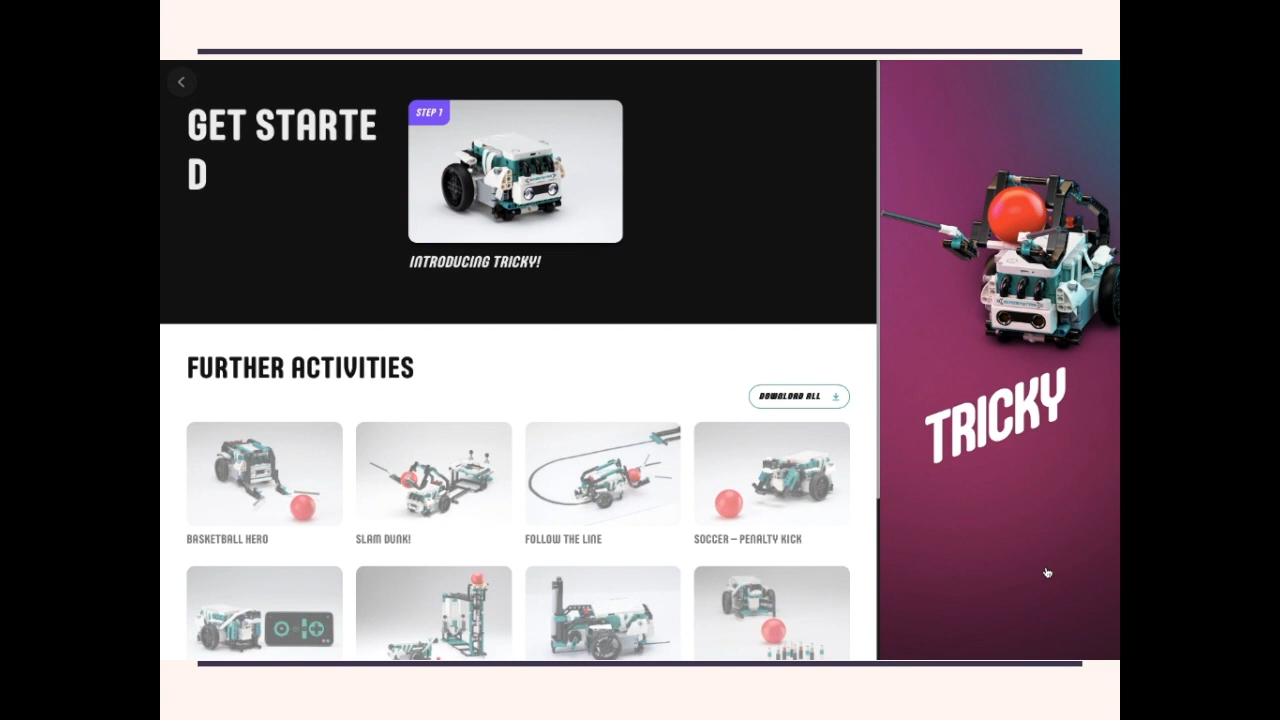 GET STARTE
D
STEP 1
INTRODUCING TRICKY!
FURTHER ACTIVITIES
DOWNLOAD ALL
BASKETBALL HERO
SLAM DUNK!
FOLLOW THE LINE
SOCCER – PENALTY KICK
TRICKY